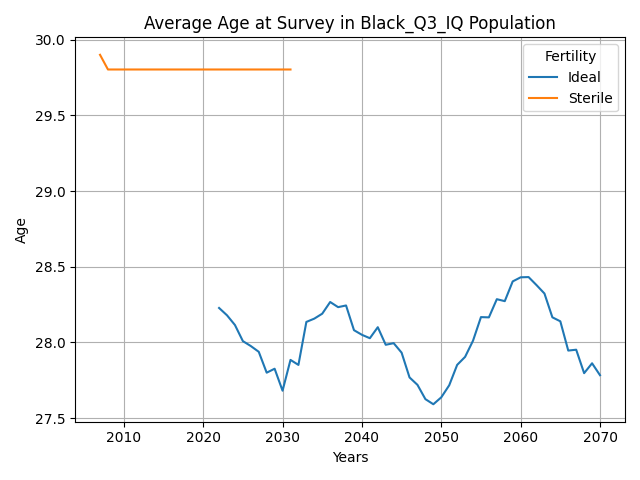 Average Age at Survey in Black_Q3_IQ Population
30.0
29.5
29.0
28.5
28.0
27.5
Age
Fertility
Ideal
Sterile
2010 2020 2030 2040 2050 2060 2070
Years